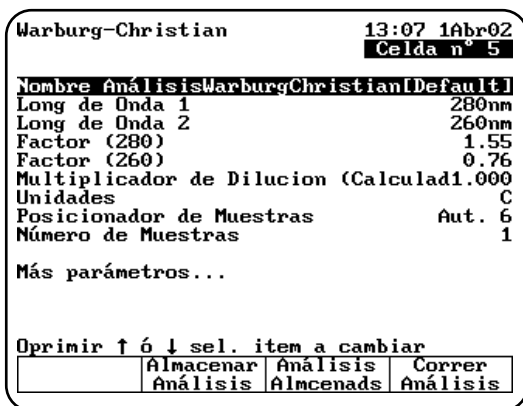 Warburg-Christian 13:07 1Abr02
Celda n° 5
Nombre AnálisisWarburgChristian[Default]
Long de Onda 1 280nm
Long de Onda 2 260nm
Factor (280) 1.55
Factor (260) 0.76
Multiplicador de Dilucion (Calculad1.000
Unidades C
Posicionador de Muestras Aut. 6
Número de Muestras 1
Más parámetros...
Oprimir ↑ ó ↓ sel. item a cambiar
Almacenar Análisis Correr
Análisis Almcenads Análisis